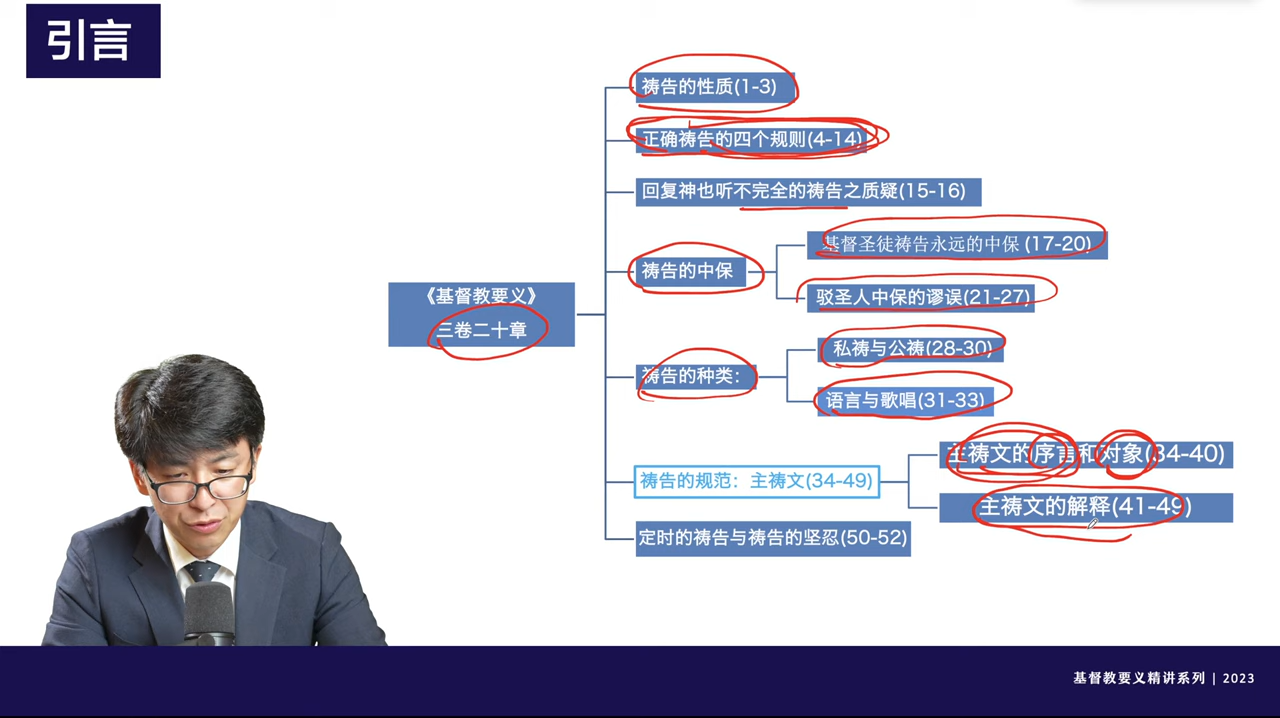 引言
祷告的性质(1-3)
正确祷告的四个规则(4-14)
回复神也听不完全的祷告之质疑(15-16)
祷告的中保
基督圣徒祷告永远的中保 (17-20)
驳圣人中保的谬误(21-27)
《基督教要义》
三卷二十章
祷告的种类：
私祷与公祷(28-30)
语言与歌唱(31-33)
祷告的规范：主祷文(34-49)
主祷文的序言和对象(34-40)
主祷文的解释(41-49)
定时的祷告与祷告的坚忍(50-52)
基督教要义精讲系列 | 2023